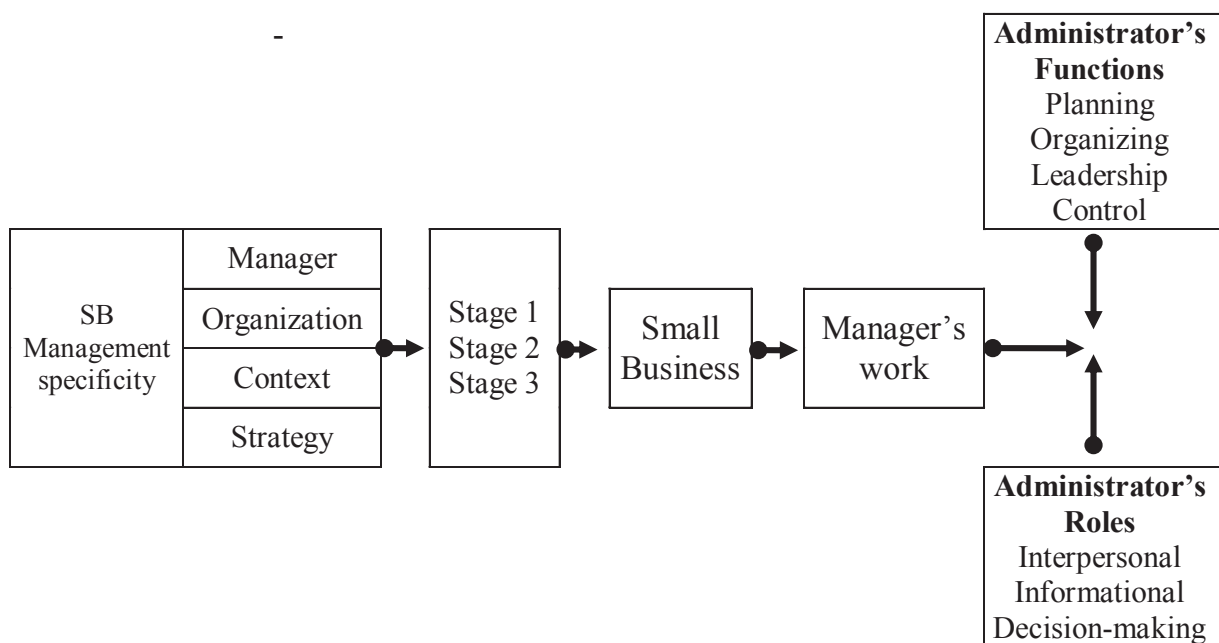 -
Administrator’s
Functions
Planning
Organizing
Leadership
Control
SB
Management
specificity
Manager
Organization
Context
Strategy
Stage 1
Stage 2
Stage 3
Small
Business
Manager’s
work
Administrator’s
Roles
Interpersonal
Informational
Decision-making